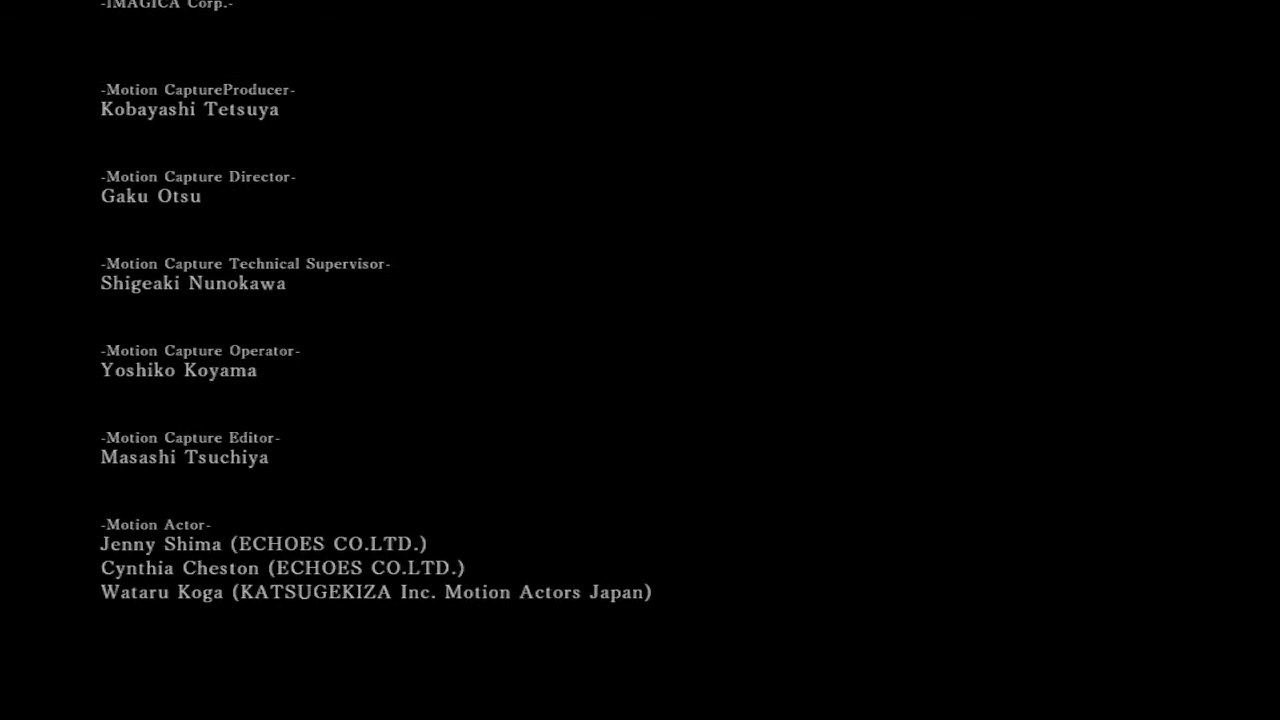 -IMAGICA Corp.-
-Motion CaptureProducer-
Kobayashi Tetsuya
-Motion Capture Director-
Gaku Otsu
-Motion Capture Technical Supervisor-
Shigeaki Nunokawa
-Motion Capture Operator-
Yoshiko Koyama
-Motion Capture Editor-
Masashi Tsuchiya
-Motion Actor-
Jenny Shima (ECHOES CO.LTD.)
Cynthia Cheston (ECHOES CO.LTD.)
Wataru Koga (KATSUGEKIZA Inc. Motion Actors Japan)